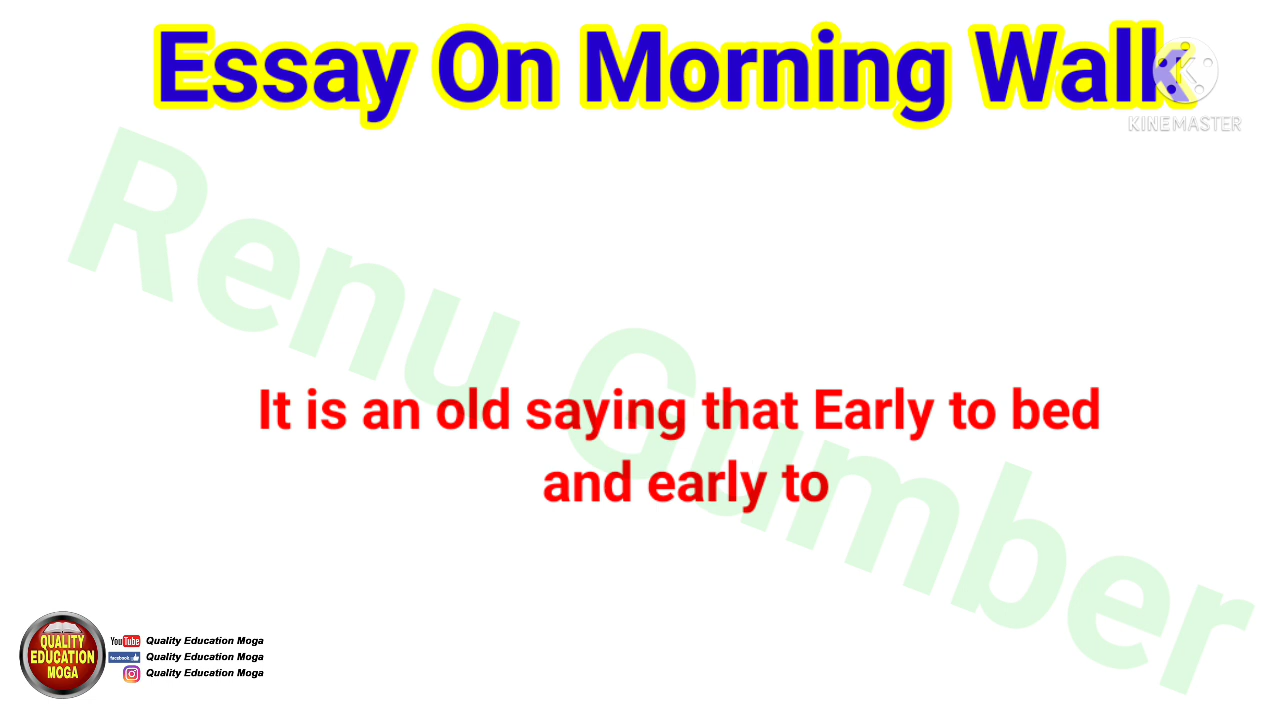 Essay On Morning Walk
KINEMASTER
Renu Gumber
It is an old saying that Early to bed
and early to
QUALITY
EDUCATION
MOGA
YouTube Quality Education Moga
facebook Quality Education Moga
Quality Education Moga